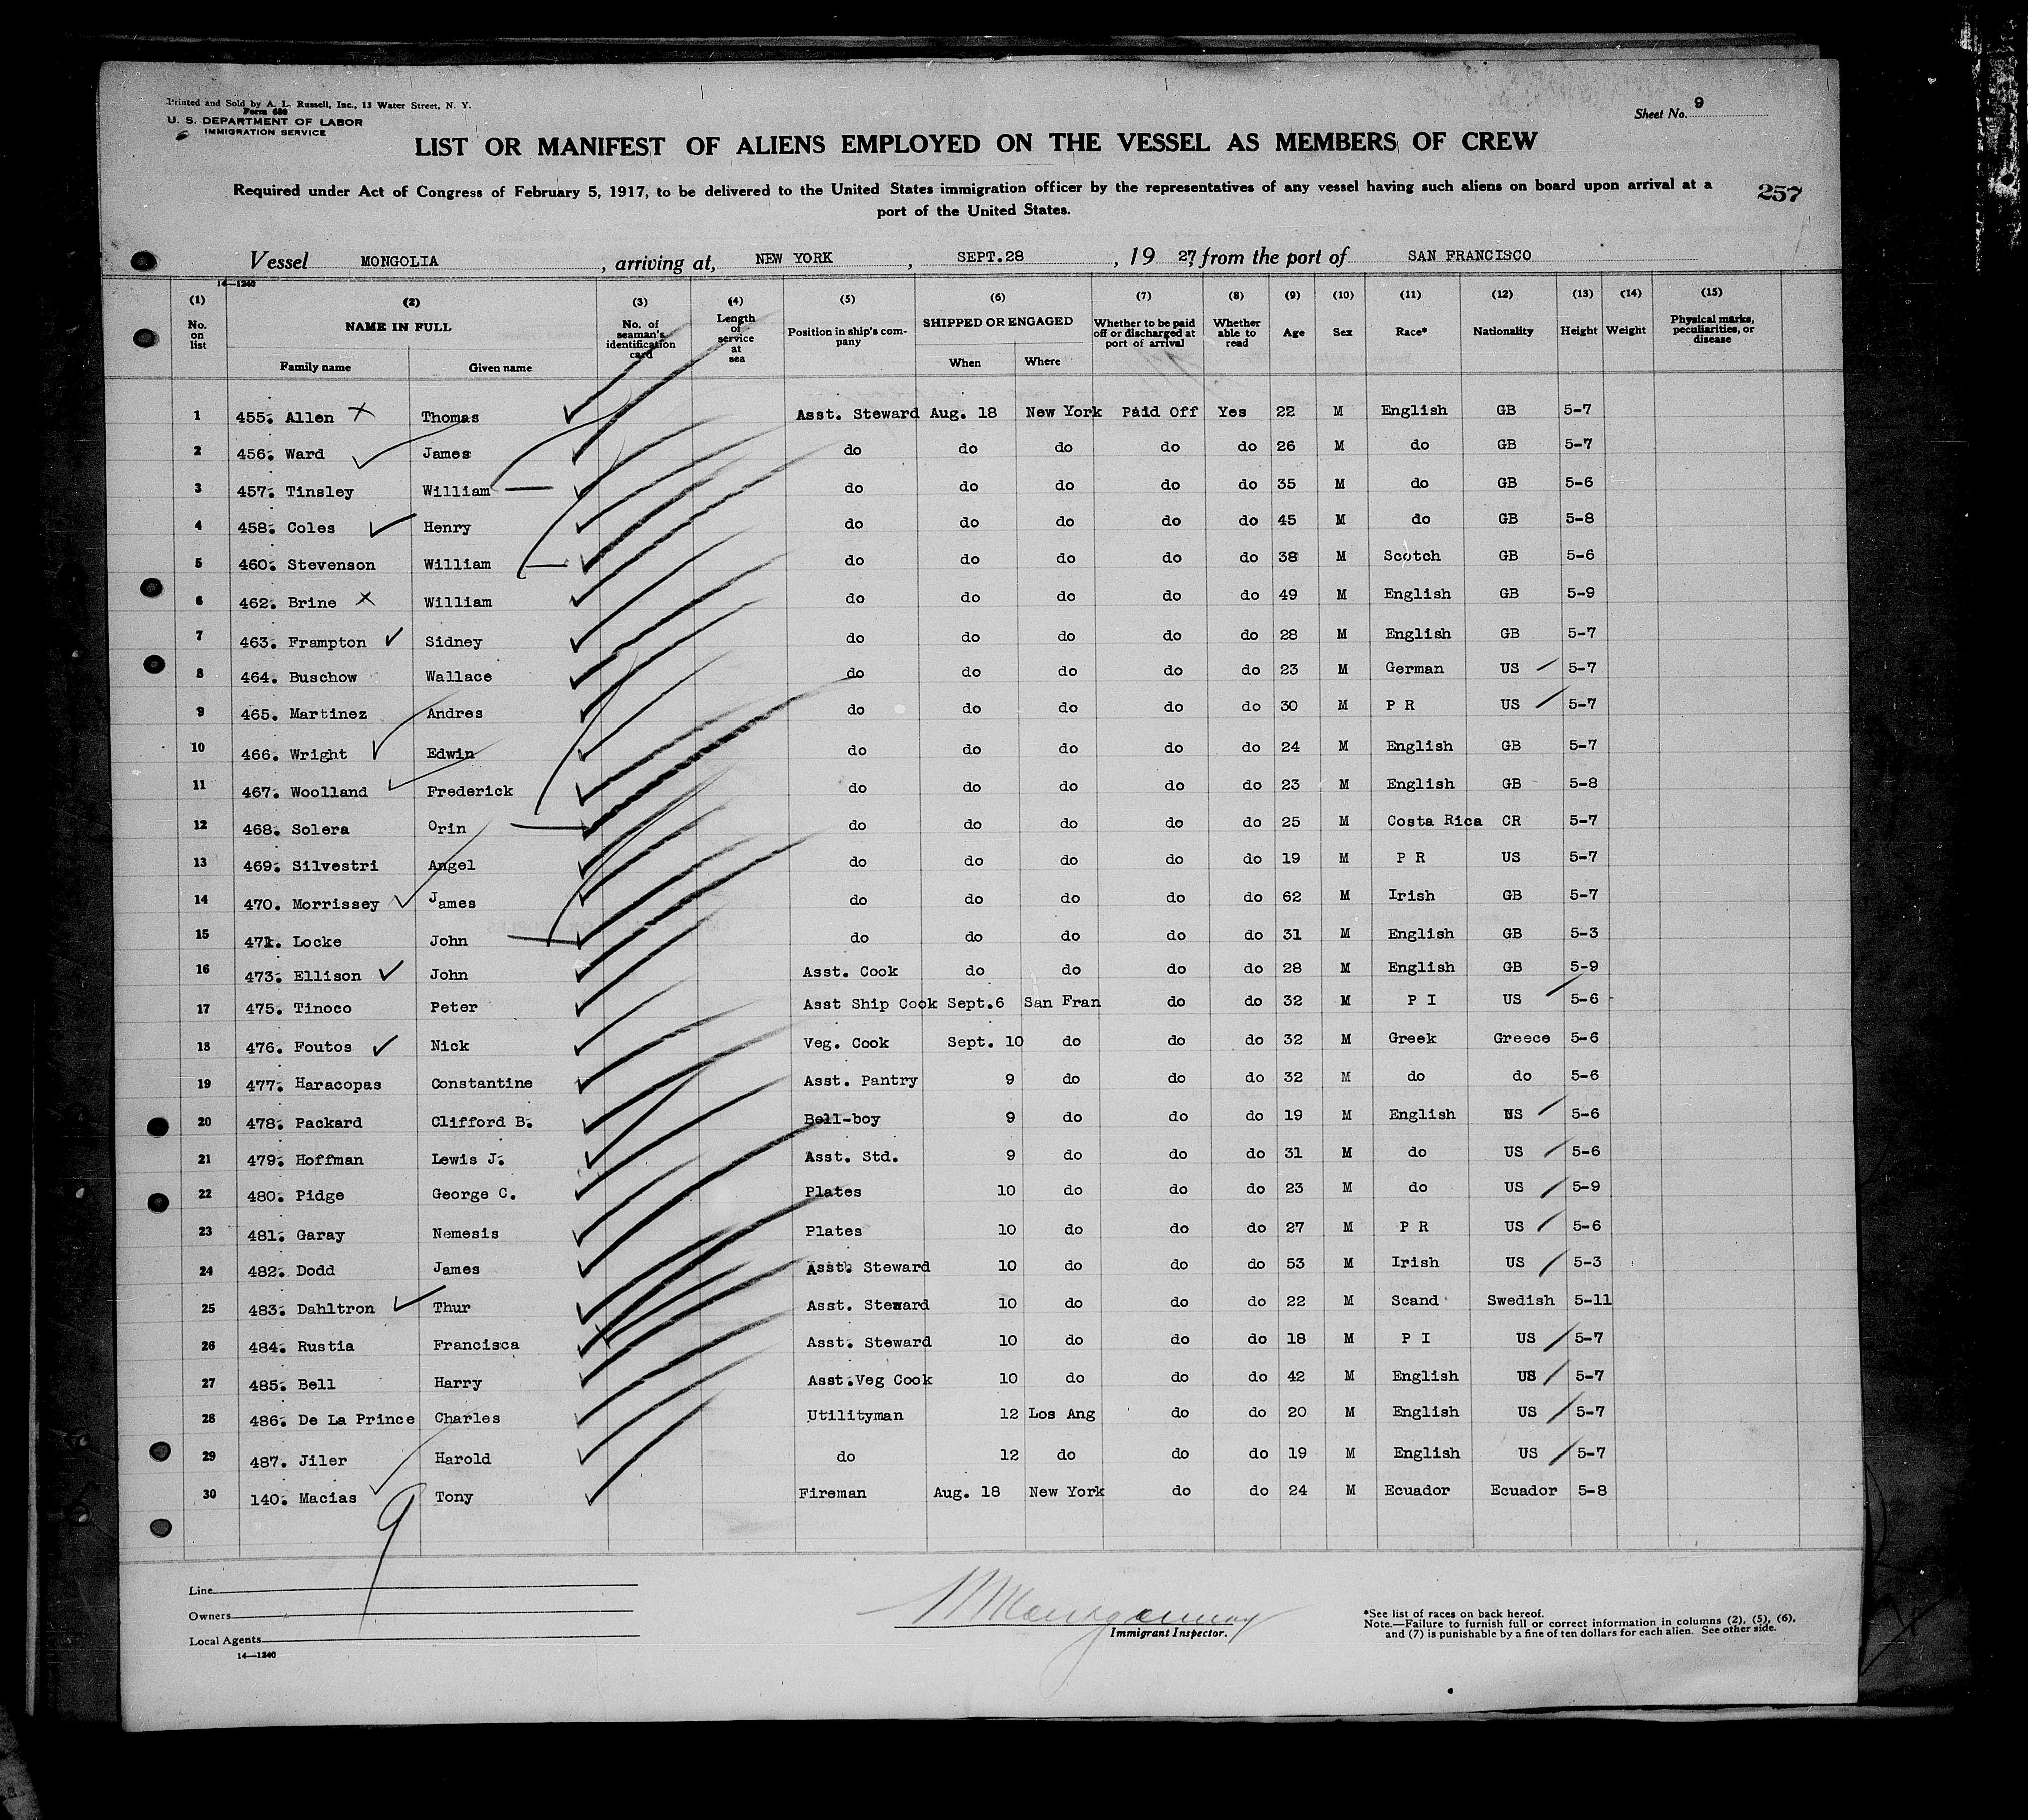 Printed and Sold by A. L. Russell, Inc., 13 Water Street, N. Y.
Form 680
U. S. DEPARTMENT OF LABOR
IMMIGRATION SERVICE
Sheet No. 9
LIST OR MANIFEST OF ALIENS EMPLOYED ON THE VESSEL AS MEMBERS OF CREW
Required under Act of Congress of February 5, 1917, to be delivered to the United States immigration officer by the representatives of any vessel having such aliens on board upon arrival at a
port of the United States.
257
Vessel MONGOLIA, arriving at, NEW YORK, SEPT.28, 19 27, from the port of SAN FRANCISCO
14—1240
(1) (2) (3) (4) (5) (6) (7) (8) (9) (10) (11) (12) (13) (14) (15)
No. on list NAME IN FULL Family name Given name No. of seaman's identification card Length of service at sea Position in ship's company SHIPPED OR ENGAGED When Where Whether to be paid off or discharged at port of arrival Whether able to read Age Sex Race* Nationality Height Weight Physical marks, peculiarities, or disease
1 455. Allen Thomas Asst. Steward Aug. 18 New York Paid Off Yes 22 M English GB 5-7
2 456. Ward James do do do do do 26 M do GB 5-7
3 457. Tinsley William do do do do do 35 M do GB 5-6
4 458. Coles Henry do do do do do 45 M do GB 5-8
5 460. Stevenson William do do do do do 38 M Scotch GB 5-6
6 462. Brine William do do do do do 49 M English GB 5-9
7 463. Frampton Sidney do do do do do 28 M English GB 5-7
8 464. Buschow Wallace do do do do do 23 M German US 5-7
9 465. Martinez Andres do do do do do 30 M P R US 5-7
10 466. Wright Edwin do do do do do 24 M English GB 5-7
11 467. Woolland Frederick do do do do do 23 M English GB 5-8
12 468. Solera Orin do do do do do 25 M Costa Rica CR 5-7
13 469. Silvestri Angel do do do do do 19 M P R US 5-7
14 470. Morrissey James do do do do do 62 M Irish GB 5-7
15 471. Locke John do do do do do 31 M English GB 5-3
16 473. Ellison John Asst. Cook do do do do 28 M English GB 5-9
17 475. Tinoco Peter Asst Ship Cook Sept.6 San Fran do do 32 M P I US 5-6
18 476. Foutos Nick Veg. Cook Sept. 10 do do do 32 M Greek Greece 5-6
19 477. Haracopas Constantine Asst. Pantry 9 do do do 32 M do do 5-6
20 478. Packard Clifford B. Bell-boy 9 do do do 19 M English US 5-6
21 479. Hoffman Lewis J. Asst. Std. 9 do do do 31 M do US 5-6
22 480. Pidge George C. Plates 10 do do do 23 M do US 5-9
23 481. Garay Nemesis Plates 10 do do do 27 M P R US 5-6
24 482. Dodd James Asst. Steward 10 do do do 53 M Irish US 5-3
25 483. Dahltron Thur Asst. Steward 10 do do do 22 M Scand Swedish 5-11
26 484. Rustia Francisca Asst. Steward 10 do do do 18 M P I US 5-7
27 485. Bell Harry Asst.Veg Cook 10 do do do 42 M English US 5-7
28 486. De La Prince Charles Utilityman 12 Los Ang do do 20 M English US 5-7
29 487. Jiler Harold do 12 do do do 19 M English US 5-7
30 140. Macias Tony Fireman Aug. 18 New York do do 24 M Ecuador Ecuador 5-8
9
Line
Owners
Local Agents
14—1240
Immigrant Inspector.
*See list of races on back hereof.
Note.—Failure to furnish full or correct information in columns (2), (5), (6),
and (7) is punishable by a fine of ten dollars for each alien. See other side.